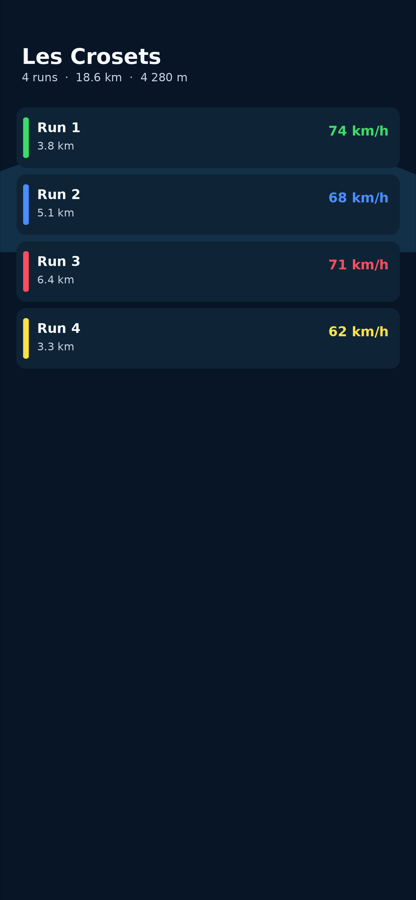 Les Crosets
4 runs · 18.6 km · 4 280 m
Run 1
74 km/h
3.8 km
Run 2
68 km/h
5.1 km
Run 3
71 km/h
6.4 km
Run 4
62 km/h
3.3 km